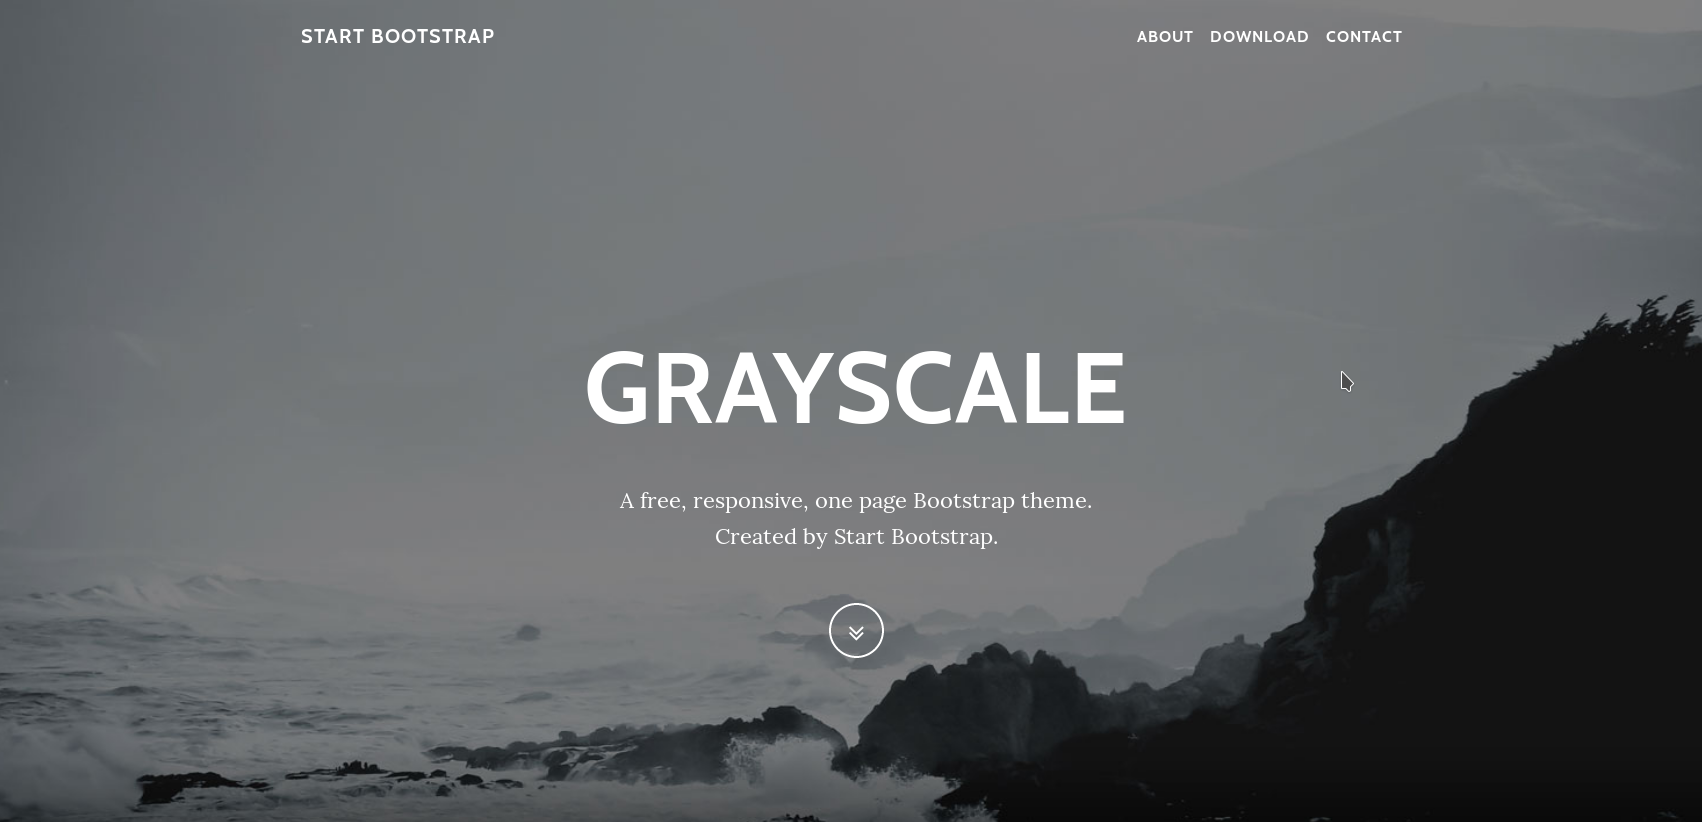 START BOOTSTRAP
ABOUT DOWNLOAD CONTACT
GRAYSCALE
A free, responsive, one page Bootstrap theme.
Created by Start Bootstrap.